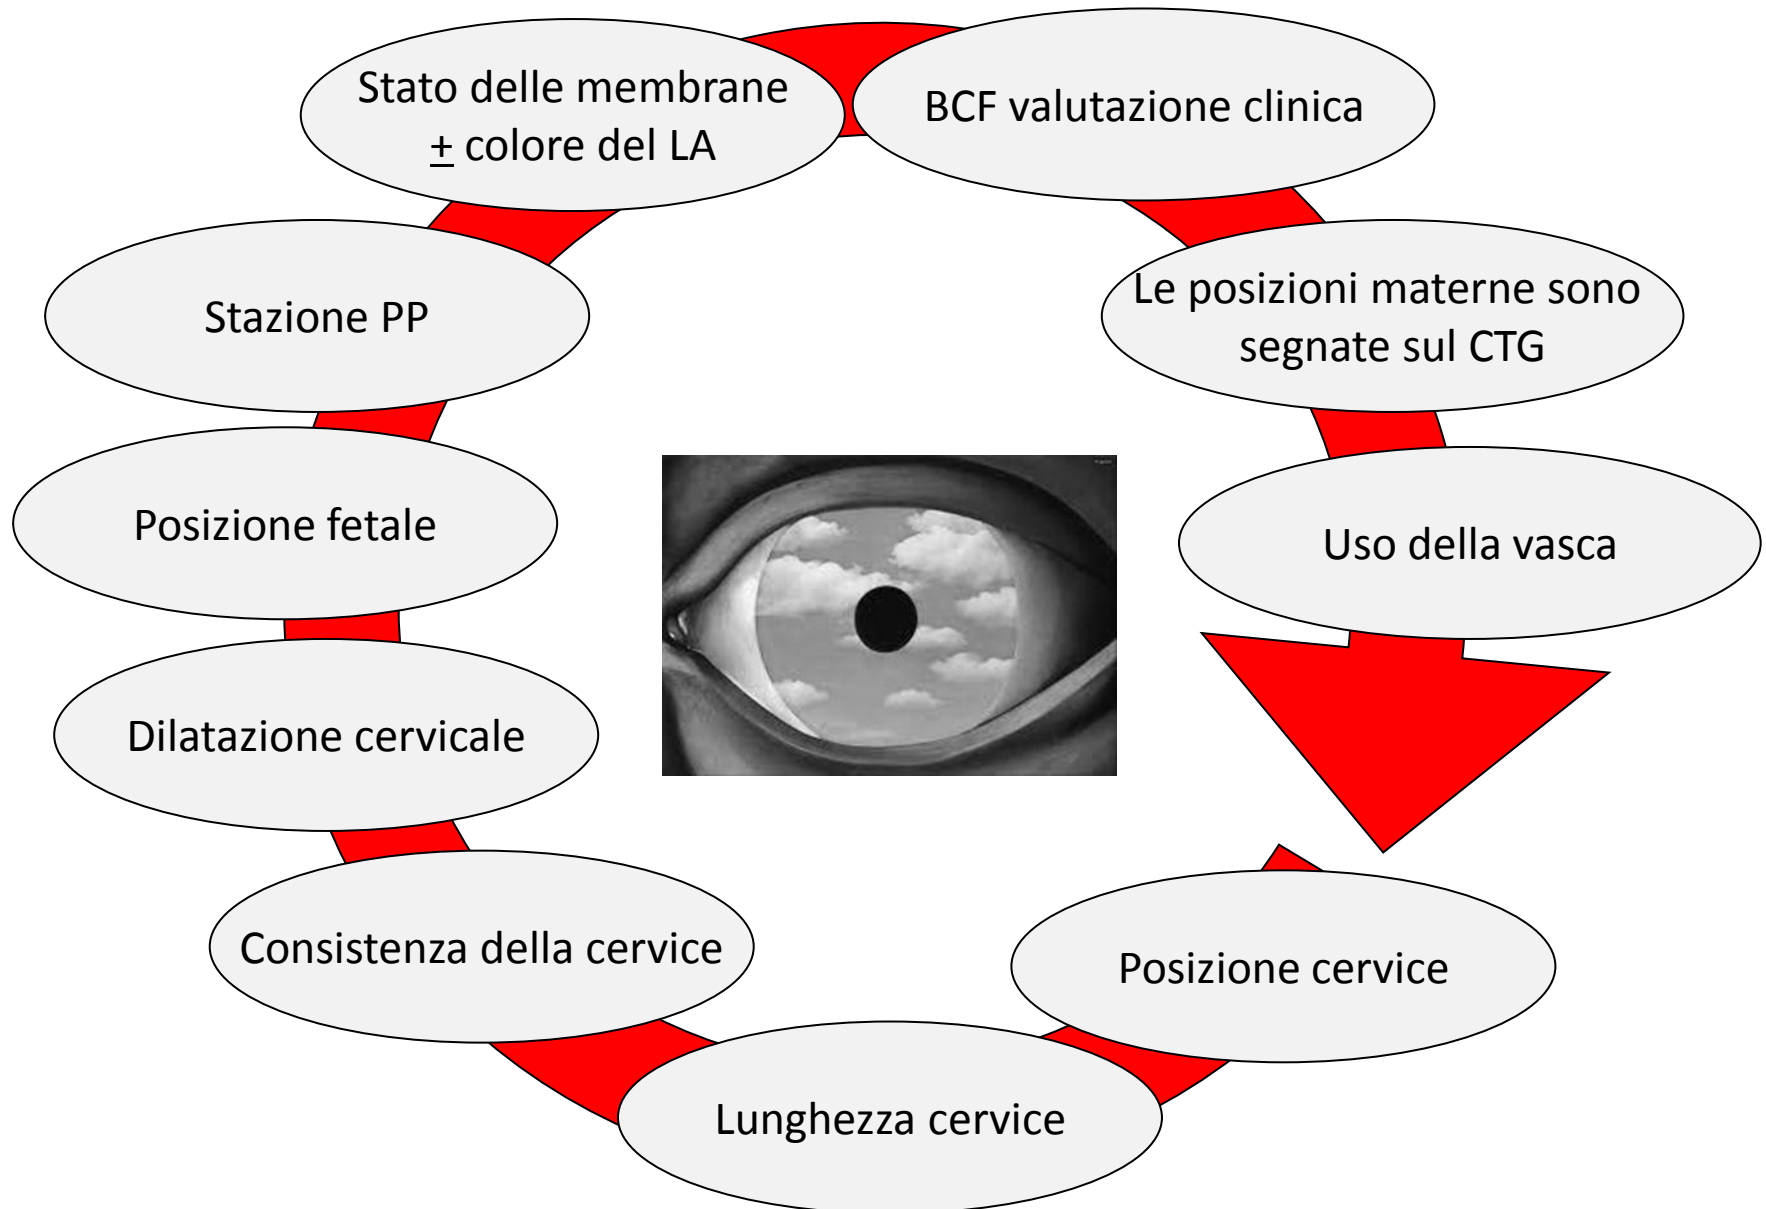 Stato delle membrane
± colore del LA
BCF valutazione clinica
Stazione PP
Le posizioni materne sono
segnate sul CTG
Posizione fetale
Uso della vasca
Dilatazione cervicale
Consistenza della cervice
Posizione cervice
Lunghezza cervice